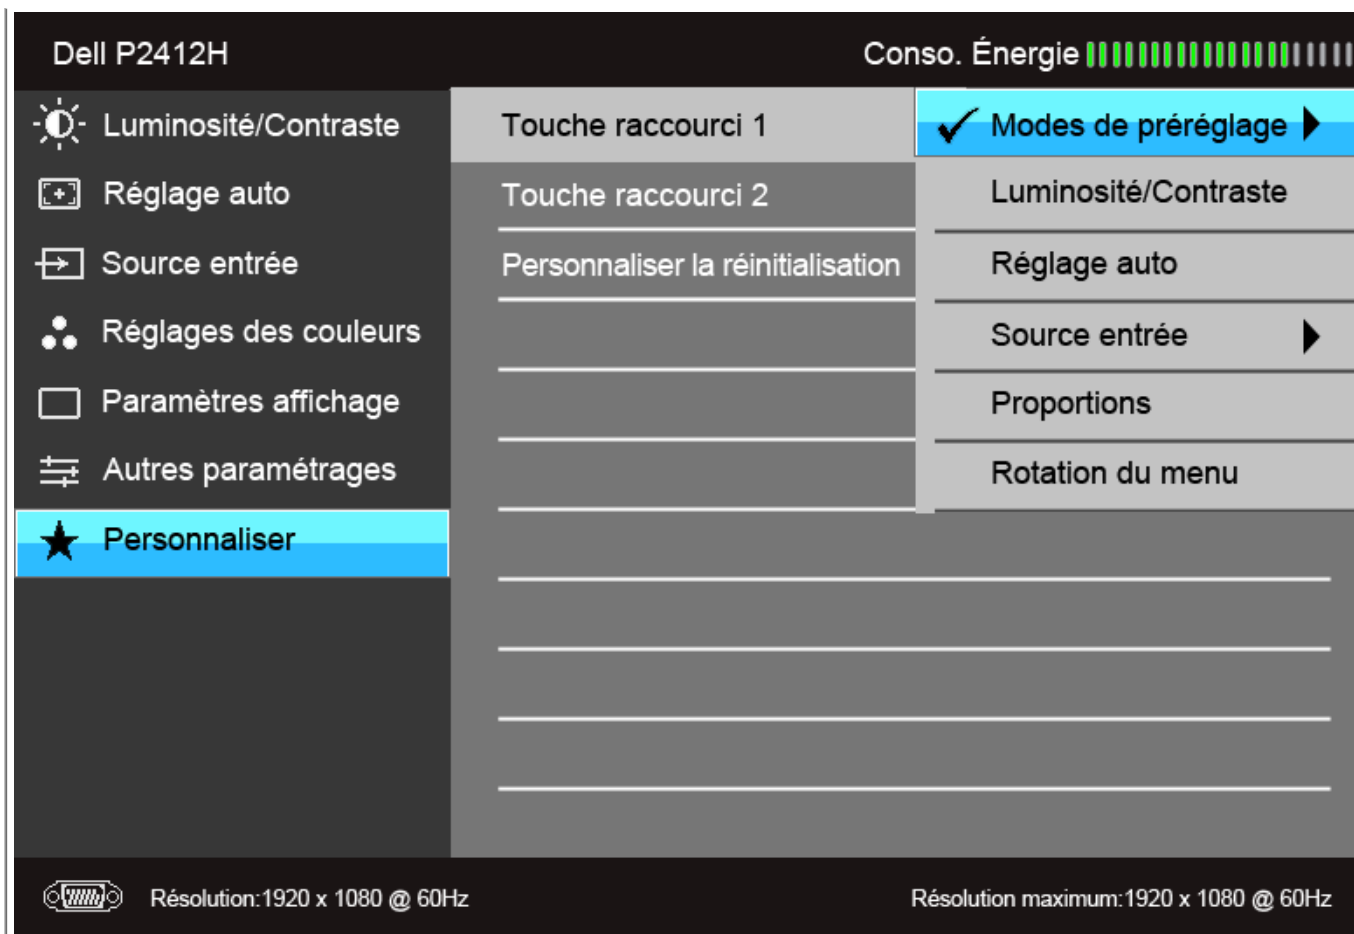 Dell P2412H
Conso. Énergie
Luminosité/Contraste
Réglage auto
Source entrée
Réglages des couleurs
Paramètres affichage
Autres paramétrages
Personnaliser
Touche raccourci 1
Touche raccourci 2
Personnaliser la réinitialisation
Modes de préréglage
Luminosité/Contraste
Réglage auto
Source entrée
Proportions
Rotation du menu
Résolution:1920 x 1080 @ 60Hz
Résolution maximum:1920 x 1080 @ 60Hz